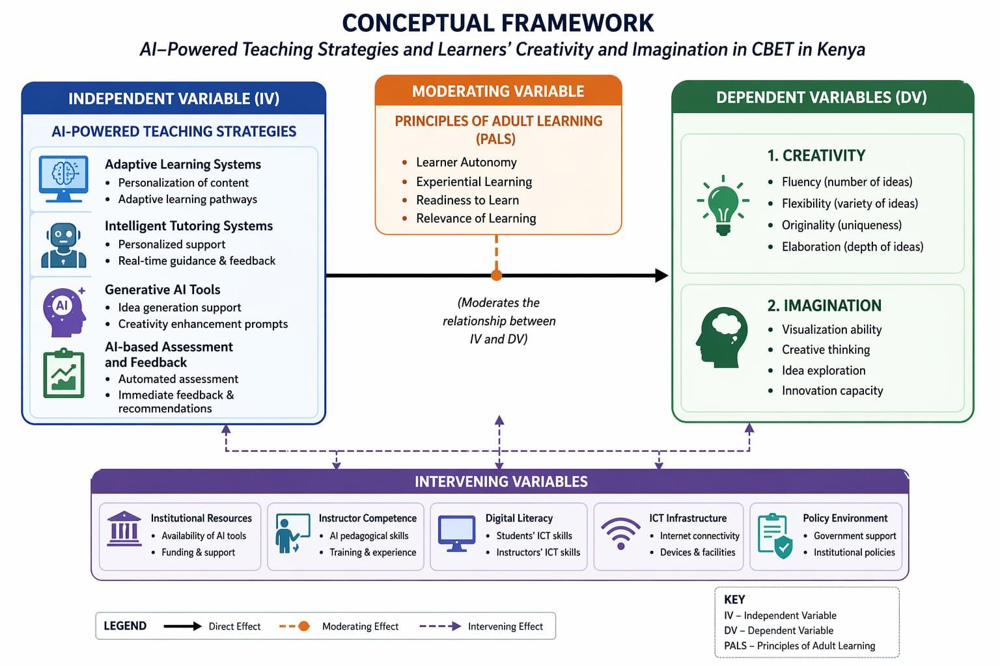 CONCEPTUAL FRAMEWORK
AI–Powered Teaching Strategies and Learners' Creativity and Imagination in CBET in Kenya
INDEPENDENT VARIABLE (IV)
AI-POWERED TEACHING STRATEGIES
Adaptive Learning Systems
• Personalization of content
• Adaptive learning pathways
Intelligent Tutoring Systems
• Personalized support
• Real-time guidance & feedback
AI
Generative AI Tools
• Idea generation support
• Creativity enhancement prompts
AI-based Assessment
and Feedback
• Automated assessment
• Immediate feedback &
recommendations
MODERATING VARIABLE
PRINCIPLES OF ADULT LEARNING
(PALS)
• Learner Autonomy
• Experiential Learning
• Readiness to Learn
• Relevance of Learning
(Moderates the
relationship between
IV and DV)
DEPENDENT VARIABLES (DV)
1. CREATIVITY
• Fluency (number of ideas)
• Flexibility (variety of ideas)
• Originality (uniqueness)
• Elaboration (depth of ideas)
2. IMAGINATION
• Visualization ability
• Creative thinking
• Idea exploration
• Innovation capacity
INTERVENING VARIABLES
Institutional Resources
• Availability of AI tools
• Funding & support
Instructor Competence
• AI pedagogical skills
• Training & experience
Digital Literacy
• Students' ICT skills
• Instructors' ICT skills
ICT Infrastructure
• Internet connectivity
• Devices & facilities
Policy Environment
• Government support
• Institutional policies
LEGEND
Direct Effect
Moderating Effect
Intervening Effect
KEY
IV – Independent Variable
DV – Dependent Variable
PALS – Principles of Adult Learning